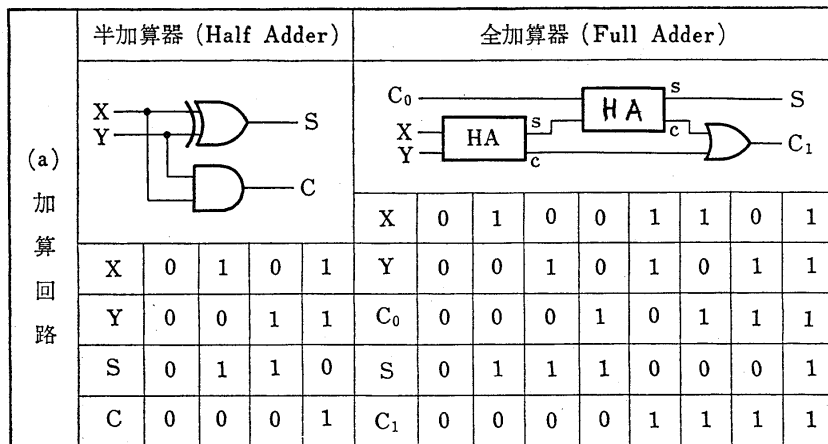 半加算器 (Half Adder)
全加算器 (Full Adder)
(a)
加算回路
X
Y
S
C
C₀
X
Y
HA
s
c
HA
s
c
S
C₁
X 0 1 0 1
Y 0 0 1 1
S 0 1 1 0
C 0 0 0 1
X 0 1 0 0 1 1 0 1
Y 0 0 1 0 1 0 1 1
C₀ 0 0 0 1 0 1 1 1
S 0 1 1 1 0 0 0 1
C₁ 0 0 0 0 1 1 1 1